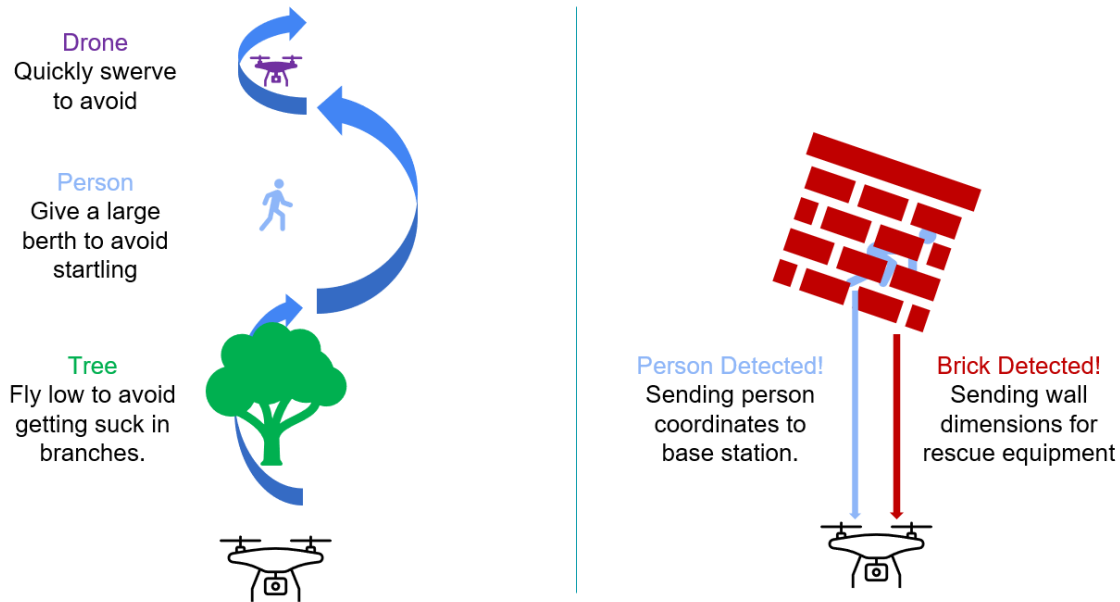 Drone
Quickly swerve
to avoid
Person
Give a large
berth to avoid
startling
Tree
Fly low to avoid
getting suck in
branches.
Person Detected!
Sending person
coordinates to
base station.
Brick Detected!
Sending wall
dimensions for
rescue equipment